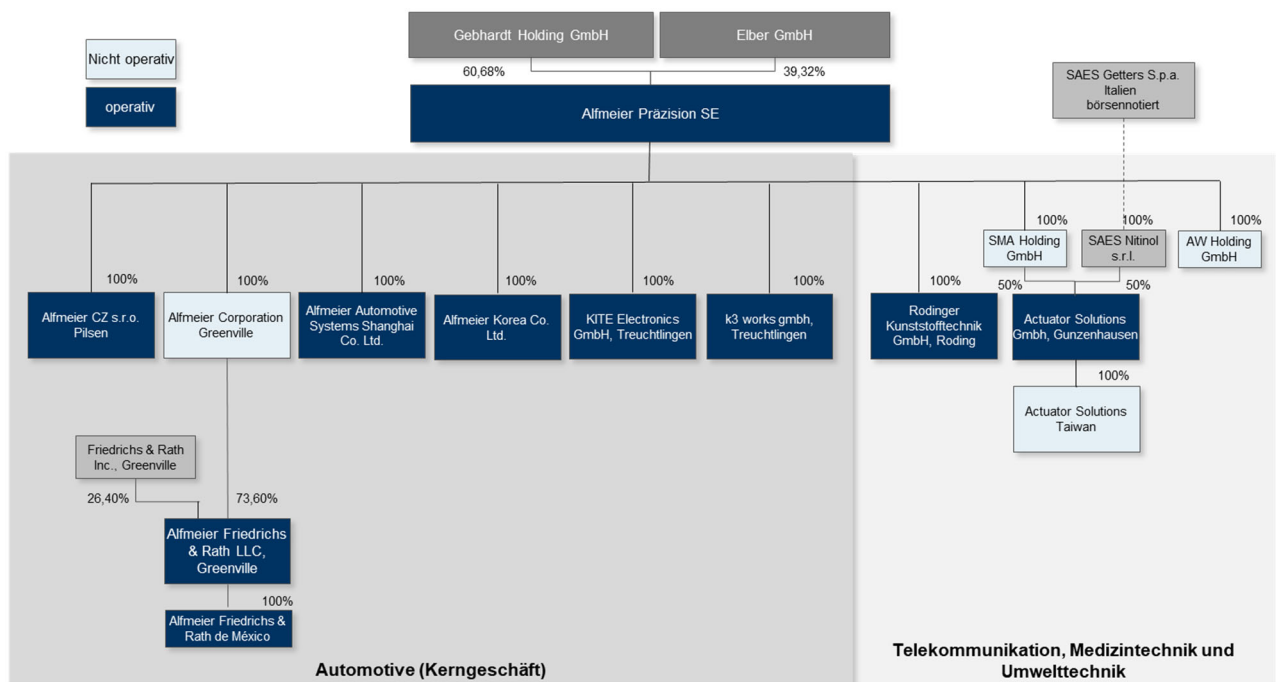 Gebhardt Holding GmbH
Elber GmbH
Nicht operativ
operativ
60,68%
39,32%
SAES Getters S.p.a.
Italien
börsennotiert
Alfmeier Präzision SE
100%
100%
100%
SMA Holding
GmbH
SAES Nitinol
s.r.l.
AW Holding
GmbH
100%
100%
100%
100%
100%
100%
100%
50%
50%
Alfmeier CZ s.r.o.
Pilsen
Alfmeier Corporation
Greenville
Alfmeier Automotive
Systems Shanghai
Co. Ltd.
Alfmeier Korea Co.
Ltd.
KITE Electronics
GmbH, Treuchtlingen
k3 works gmbh,
Treuchtlingen
Rodinger
Kunststofftechnik
GmbH, Roding
Actuator Solutions
Gmbh, Gunzenhausen
100%
Actuator Solutions
Taiwan
Friedrichs & Rath
Inc., Greenville
26,40%
73,60%
Alfmeier Friedrichs
& Rath LLC,
Greenville
100%
Alfmeier Friedrichs &
Rath de México
Automotive (Kerngeschäft)
Telekommunikation, Medizintechnik und
Umwelttechnik